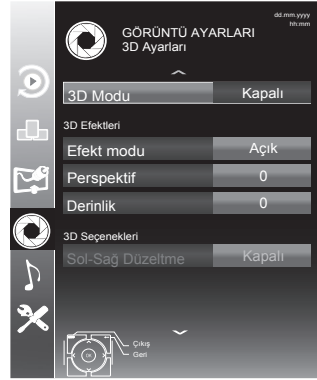 GÖRÜNTÜ AYARLARI
3D Ayarları
dd.mm.yyyy
hh:mm
3D Modu Kapalı
3D Efektleri
Efekt modu Açık
Perspektif 0
Derinlik 0
3D Seçenekleri
Sol-Sağ Düzeltme Kapalı
Çıkış
OK
Geri